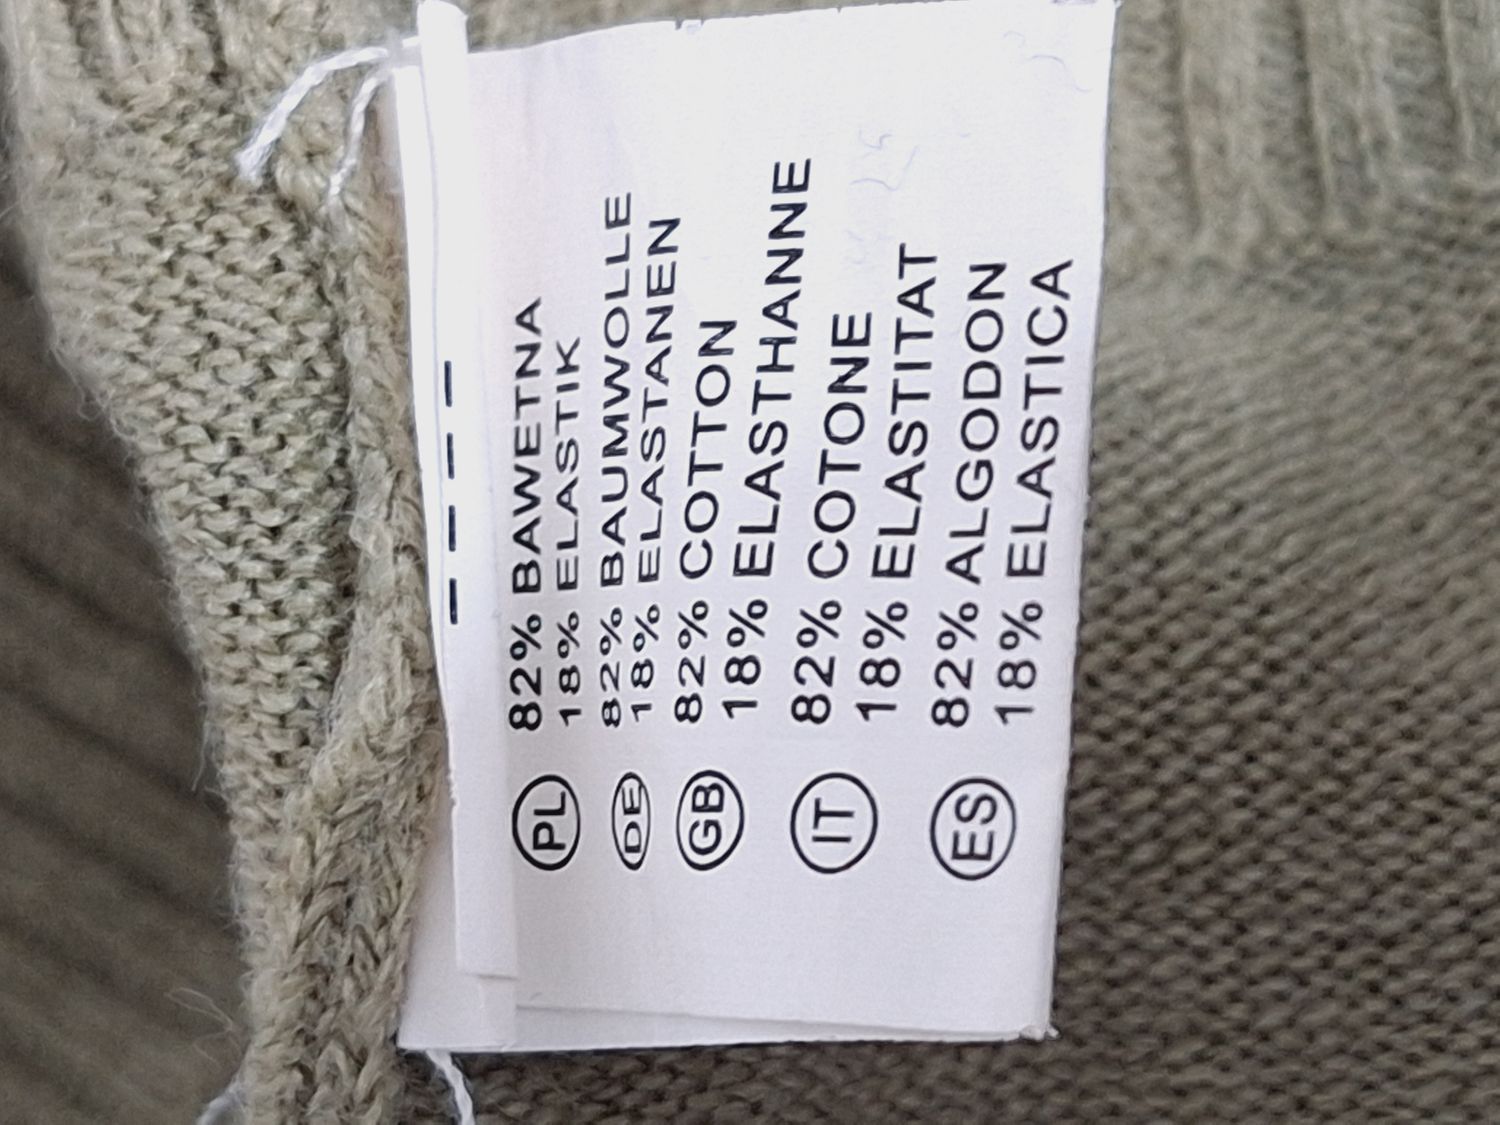 PL 82% BAWETNA
18% ELASTIK
DE 82% BAUMWOLLE
18% ELASTANEN
GB 82% COTTON
18% ELASTHANNE
IT 82% COTONE
18% ELASTITAT
ES 82% ALGODON
18% ELASTICA